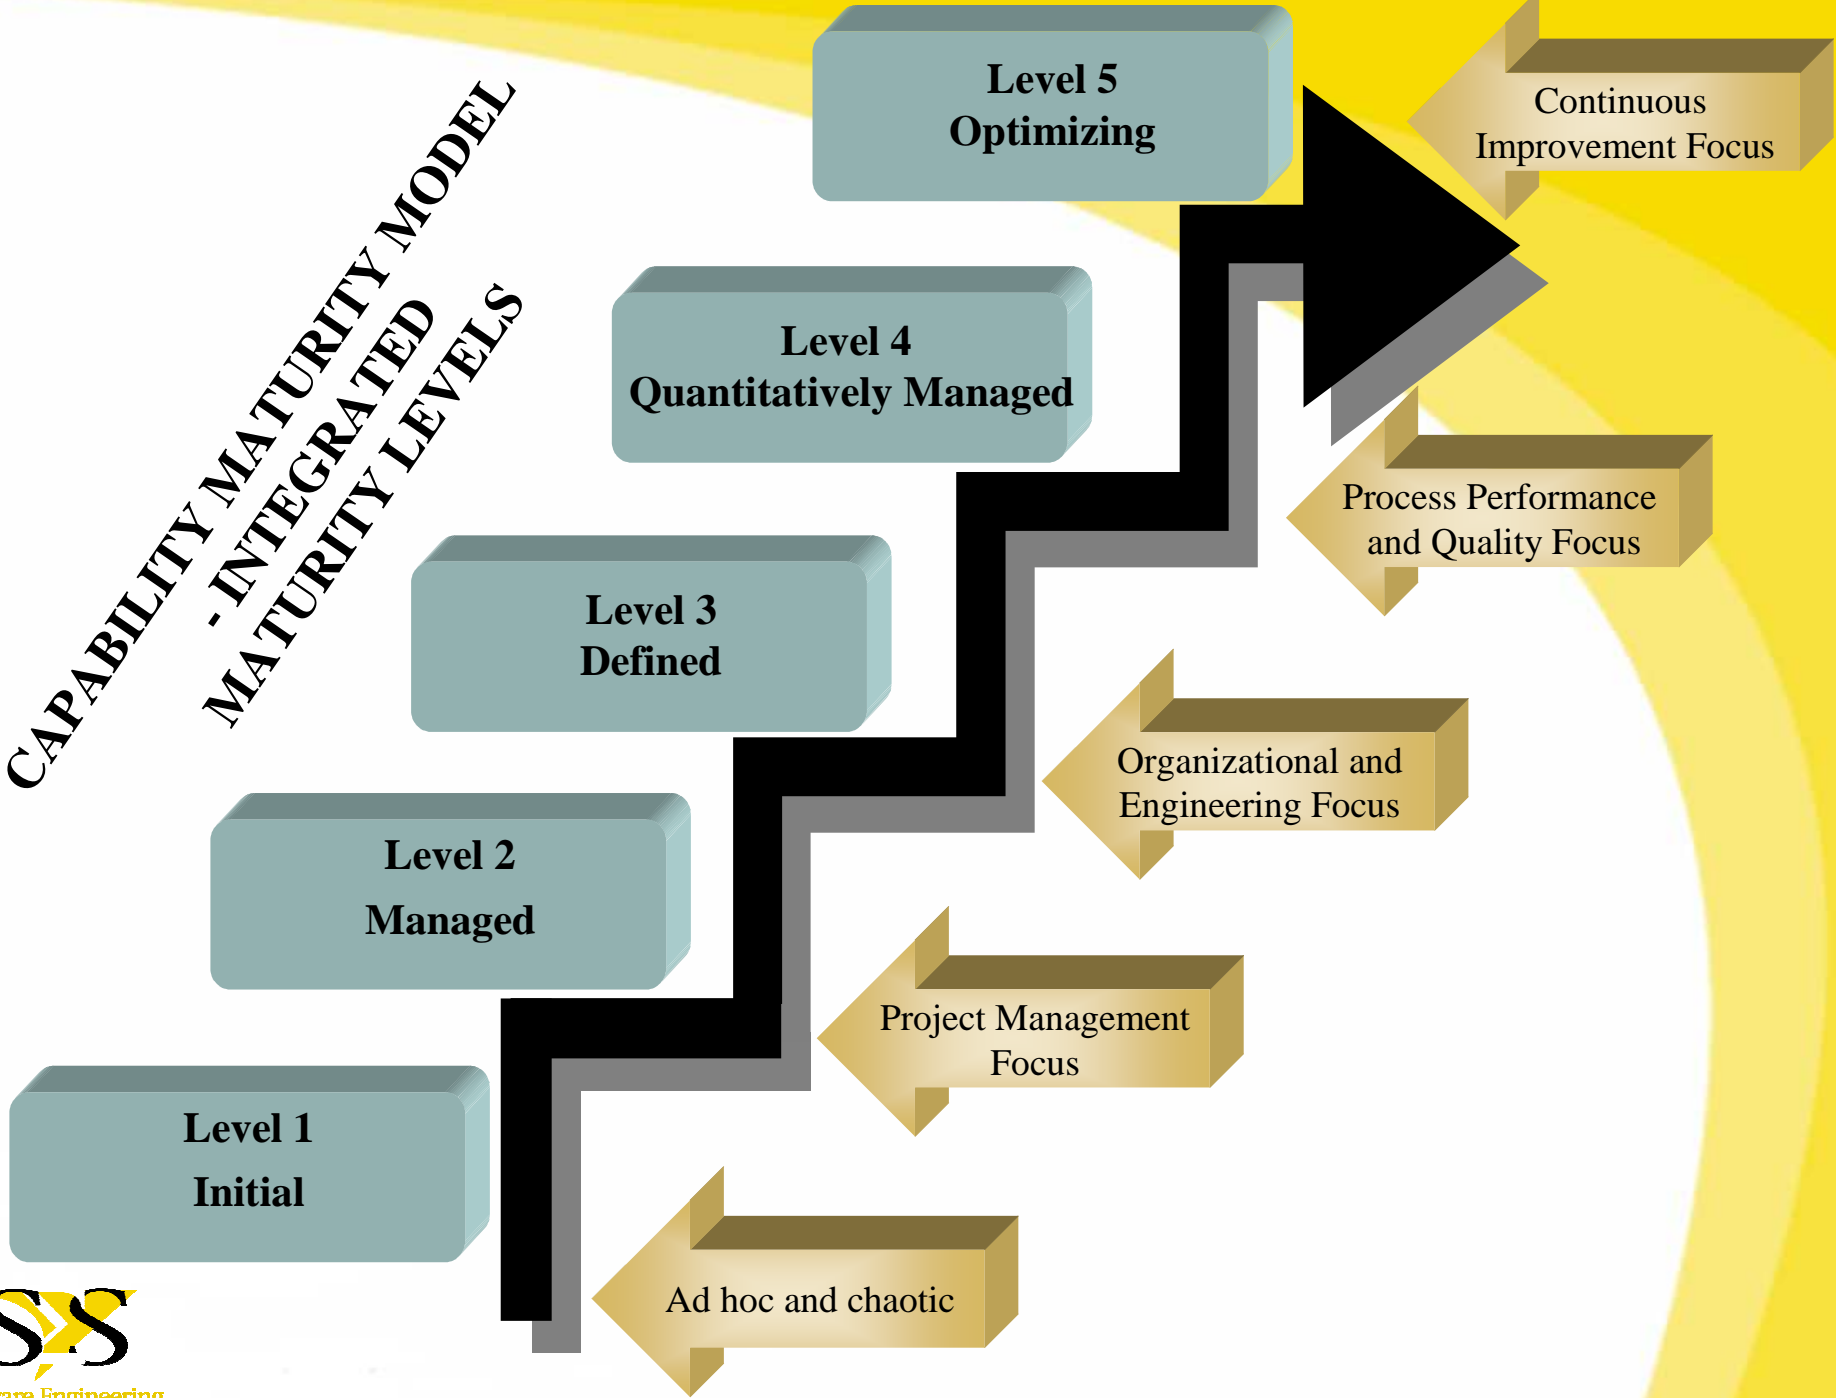 CAPABILITY MATURITY MODEL
- INTEGRATED
MATURITY LEVELS
Level 5
Optimizing
Continuous
Improvement Focus
Level 4
Quantitatively Managed
Process Performance
and Quality Focus
Level 3
Defined
Organizational and
Engineering Focus
Level 2
Managed
Project Management
Focus
Level 1
Initial
Ad hoc and chaotic
Engineering